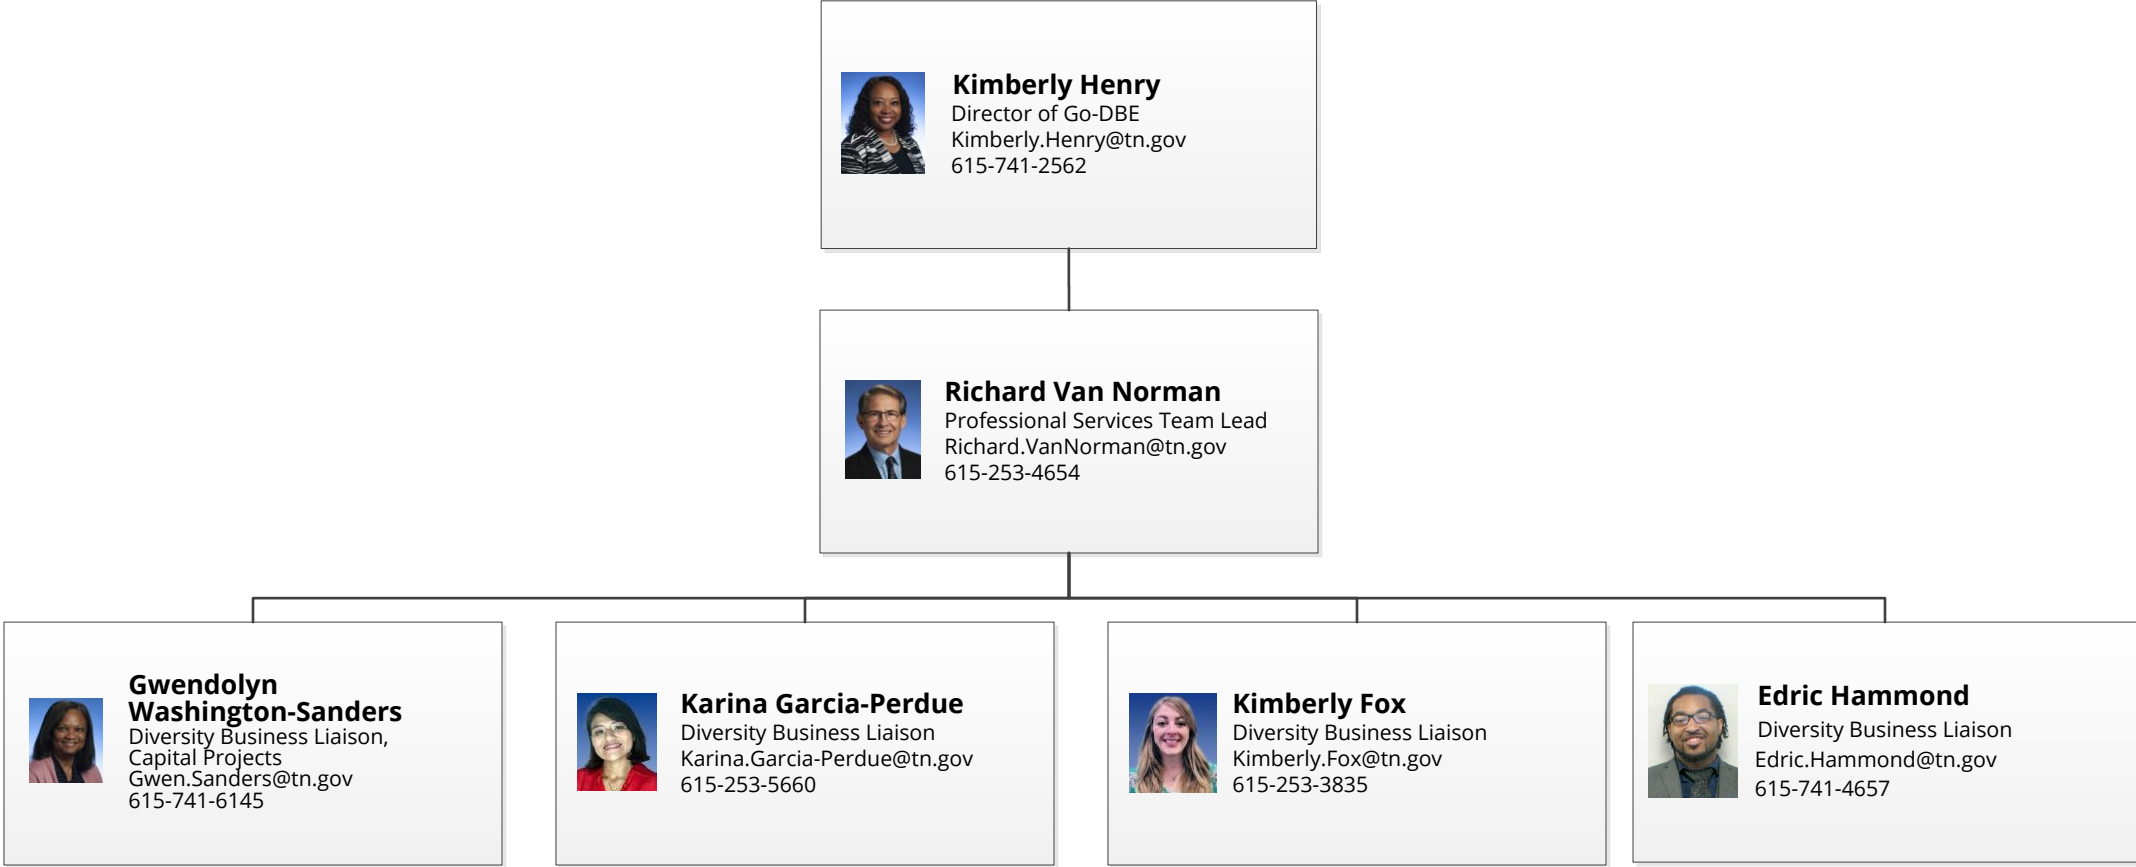 Kimberly Henry
Director of Go-DBE
Kimberly.Henry@tn.gov
615-741-2562
Richard Van Norman
Professional Services Team Lead
Richard.VanNorman@tn.gov
615-253-4654
Gwendolyn
Washington-Sanders
Diversity Business Liaison,
Capital Projects
Gwen.Sanders@tn.gov
615-741-6145
Karina Garcia-Perdue
Diversity Business Liaison
Karina.Garcia-Perdue@tn.gov
615-253-5660
Kimberly Fox
Diversity Business Liaison
Kimberly.Fox@tn.gov
615-253-3835
Edric Hammond
Diversity Business Liaison
Edric.Hammond@tn.gov
615-741-4657